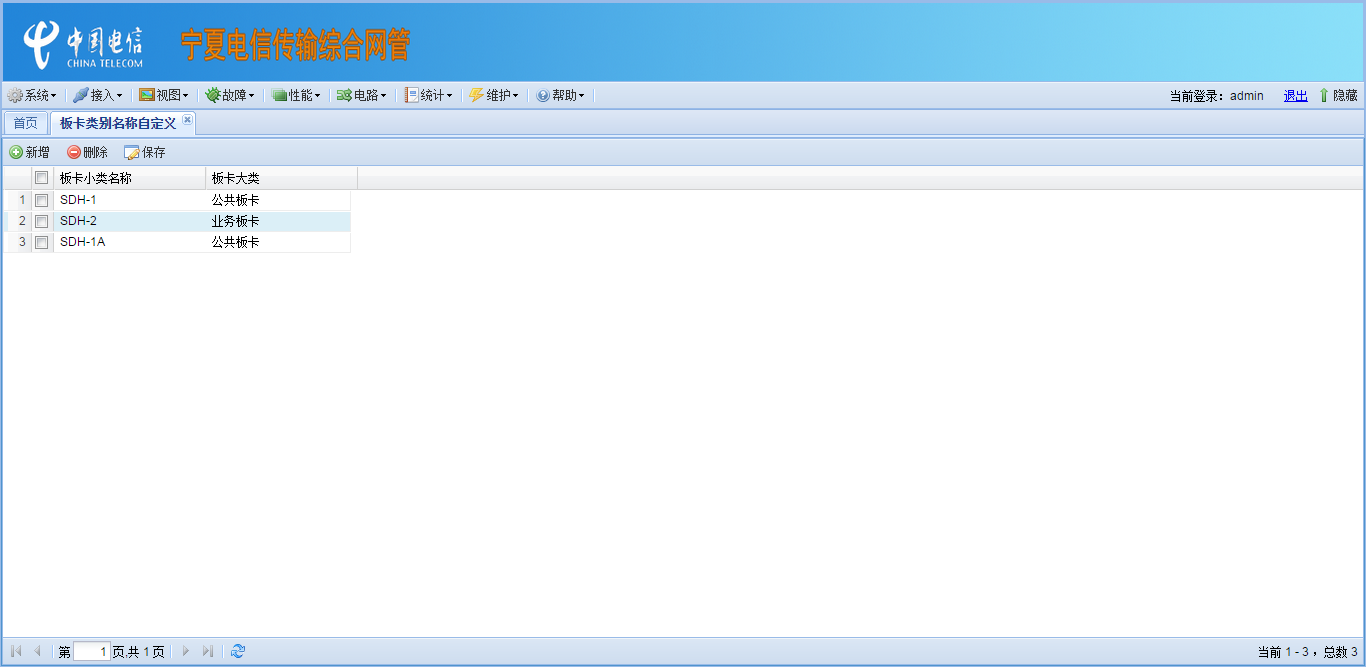 中国电信
CHINA TELECOM
宁夏电信传输综合网管
系统 接入 视图 故障 性能 电路 统计 维护 帮助 当前登录：admin 退出 隐藏
首页 板卡类别名称自定义
新增 删除 保存
板卡小类名称 板卡大类
1 SDH-1 公共板卡
2 SDH-2 业务板卡
3 SDH-1A 公共板卡
第 1 页,共 1 页 当前 1 - 3 ，总数 3